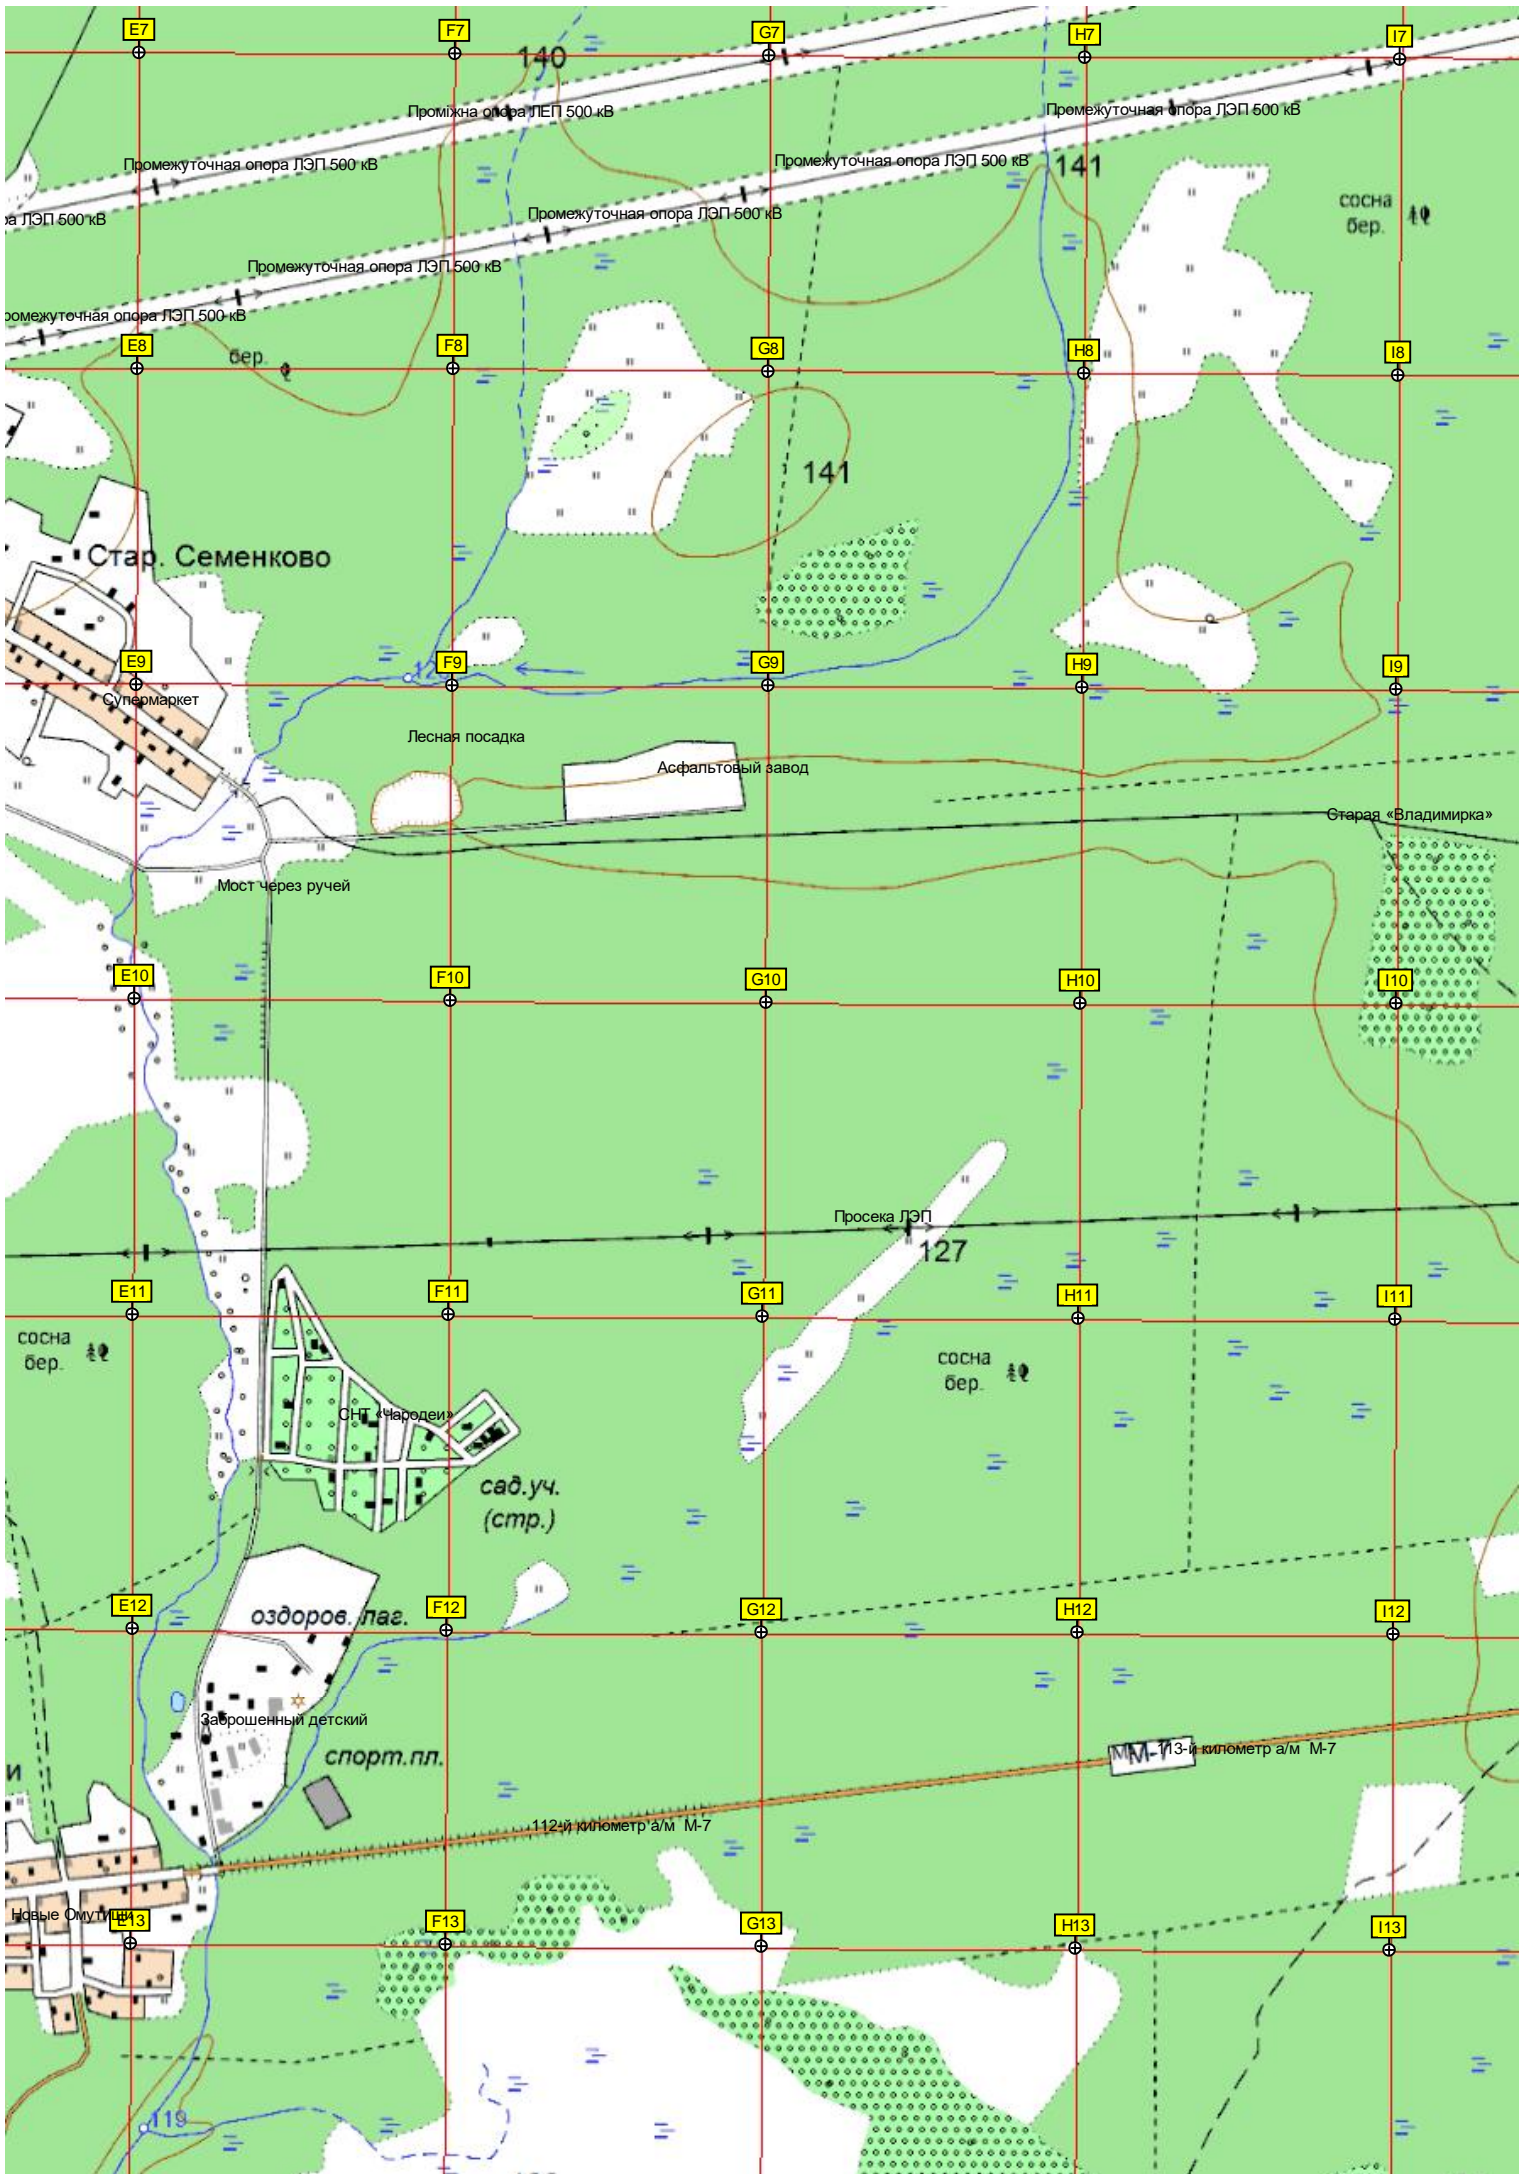 E7
F7
G7
H7
I7
140
Проміжна опора ЛЕП 500 кВ
Промежуточная опора ЛЭП 500 кВ
Промежуточная опора ЛЭП 500 кВ
Промежуточная опора ЛЭП 500 кВ
141
сосна
бер.
ра ЛЭП 500 кВ
Промежуточная опора ЛЭП 500 кВ
Промежуточная опора ЛЭП 500 кВ
ромежуточная опора ЛЭП 500 кВ
E8
F8
G8
H8
I8
бер.
141
Стар. Семенково
E9
F9
G9
H9
I9
Супермаркет
Лесная посадка
Асфальтовый завод
Старая «Владимирка»
Мост через ручей
E10
F10
G10
H10
I10
Просека ЛЭП
127
E11
F11
G11
H11
I11
сосна
бер.
сосна
бер.
СНТ «Чародеи»
сад.уч.
(стр.)
E12
F12
G12
H12
I12
оздоров. лаг.
Заброшенный детский
спорт.пл.
и
М-7
113-й километр а/м М-7
112-й километр а/м М-7
Новые Омутищи
E13
F13
G13
H13
I13
119